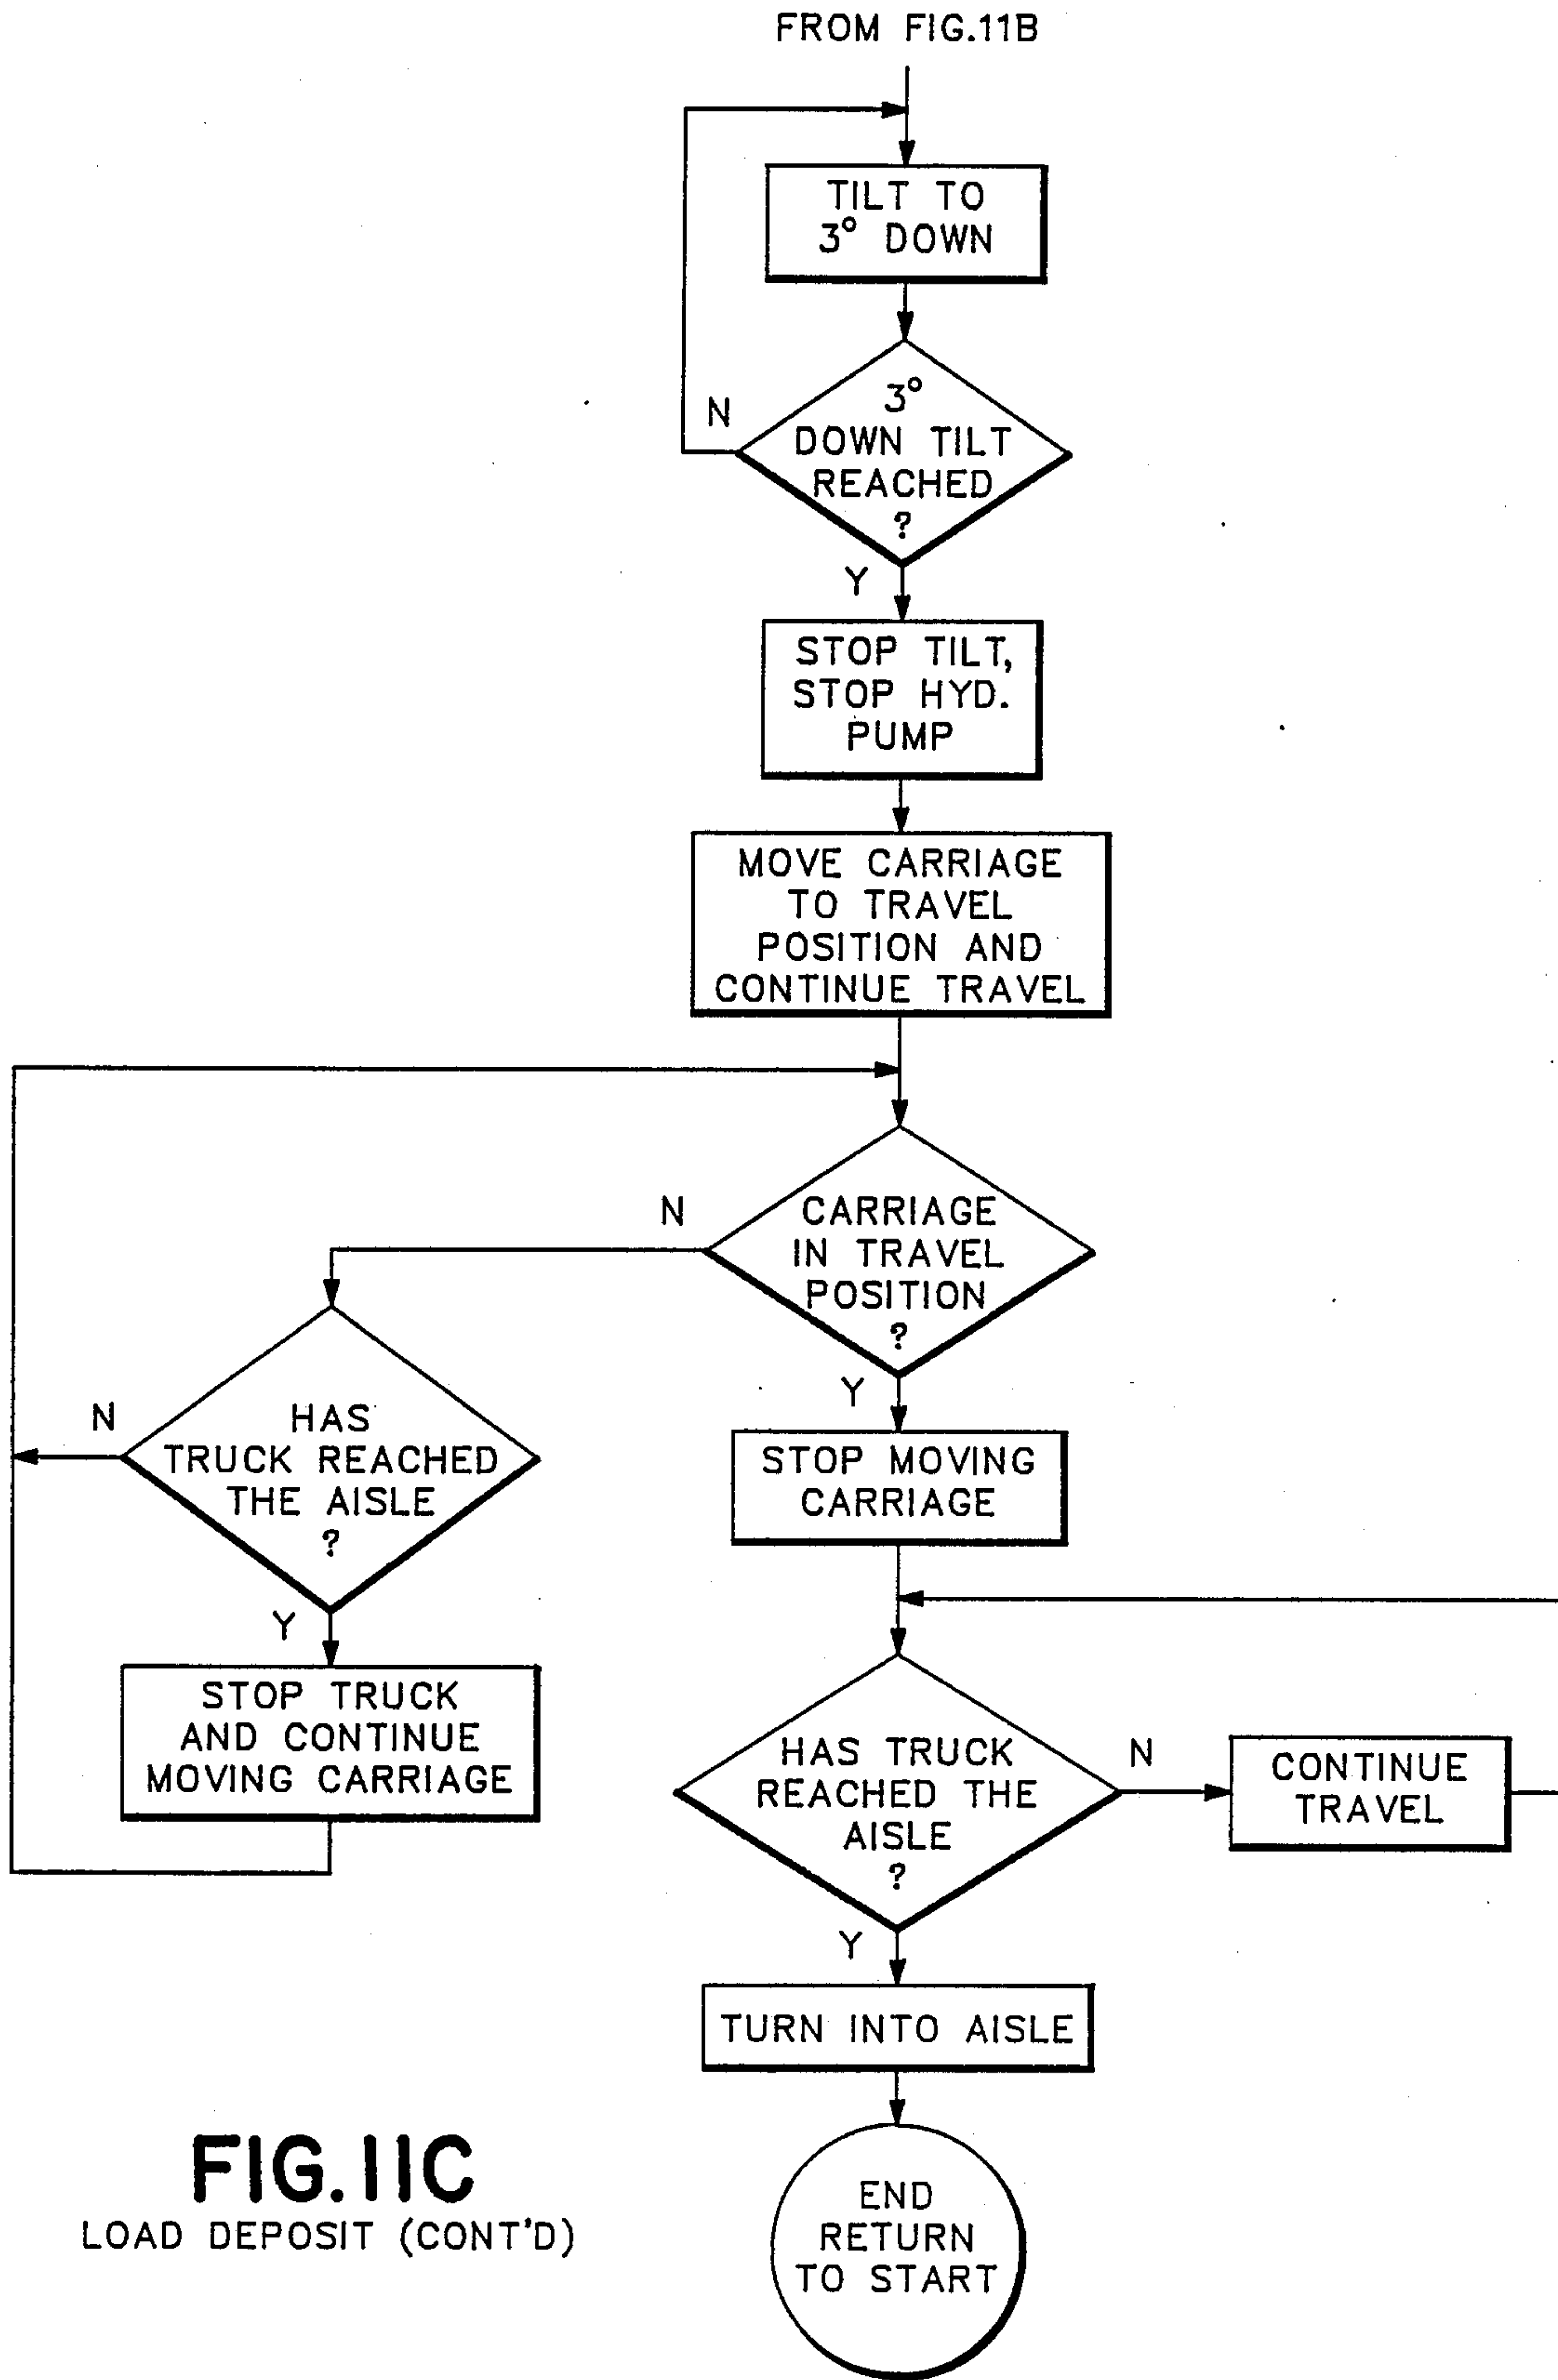 FROM FIG.11B
TILT TO
3° DOWN
3°
DOWN TILT
REACHED
?
N
Y
STOP TILT,
STOP HYD.
PUMP
MOVE CARRIAGE
TO TRAVEL
POSITION AND
CONTINUE TRAVEL
CARRIAGE
IN TRAVEL
POSITION
?
N
Y
HAS
TRUCK REACHED
THE AISLE
?
N
Y
STOP TRUCK
AND CONTINUE
MOVING CARRIAGE
STOP MOVING
CARRIAGE
HAS TRUCK
REACHED THE
AISLE
?
N
CONTINUE
TRAVEL
Y
TURN INTO AISLE
END
RETURN
TO START
FIG.11C
LOAD DEPOSIT (CONT'D)